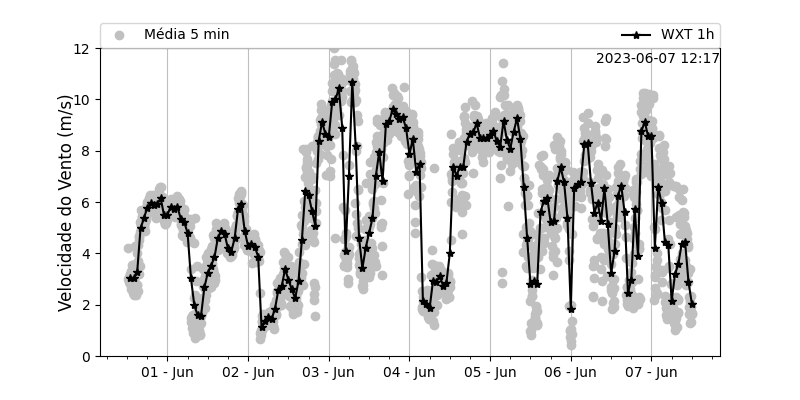 Média 5 min
WXT 1h
2023-06-07 12:17
Velocidade do Vento (m/s)
12
10
8
6
4
2
0
01 - Jun
02 - Jun
03 - Jun
04 - Jun
05 - Jun
06 - Jun
07 - Jun